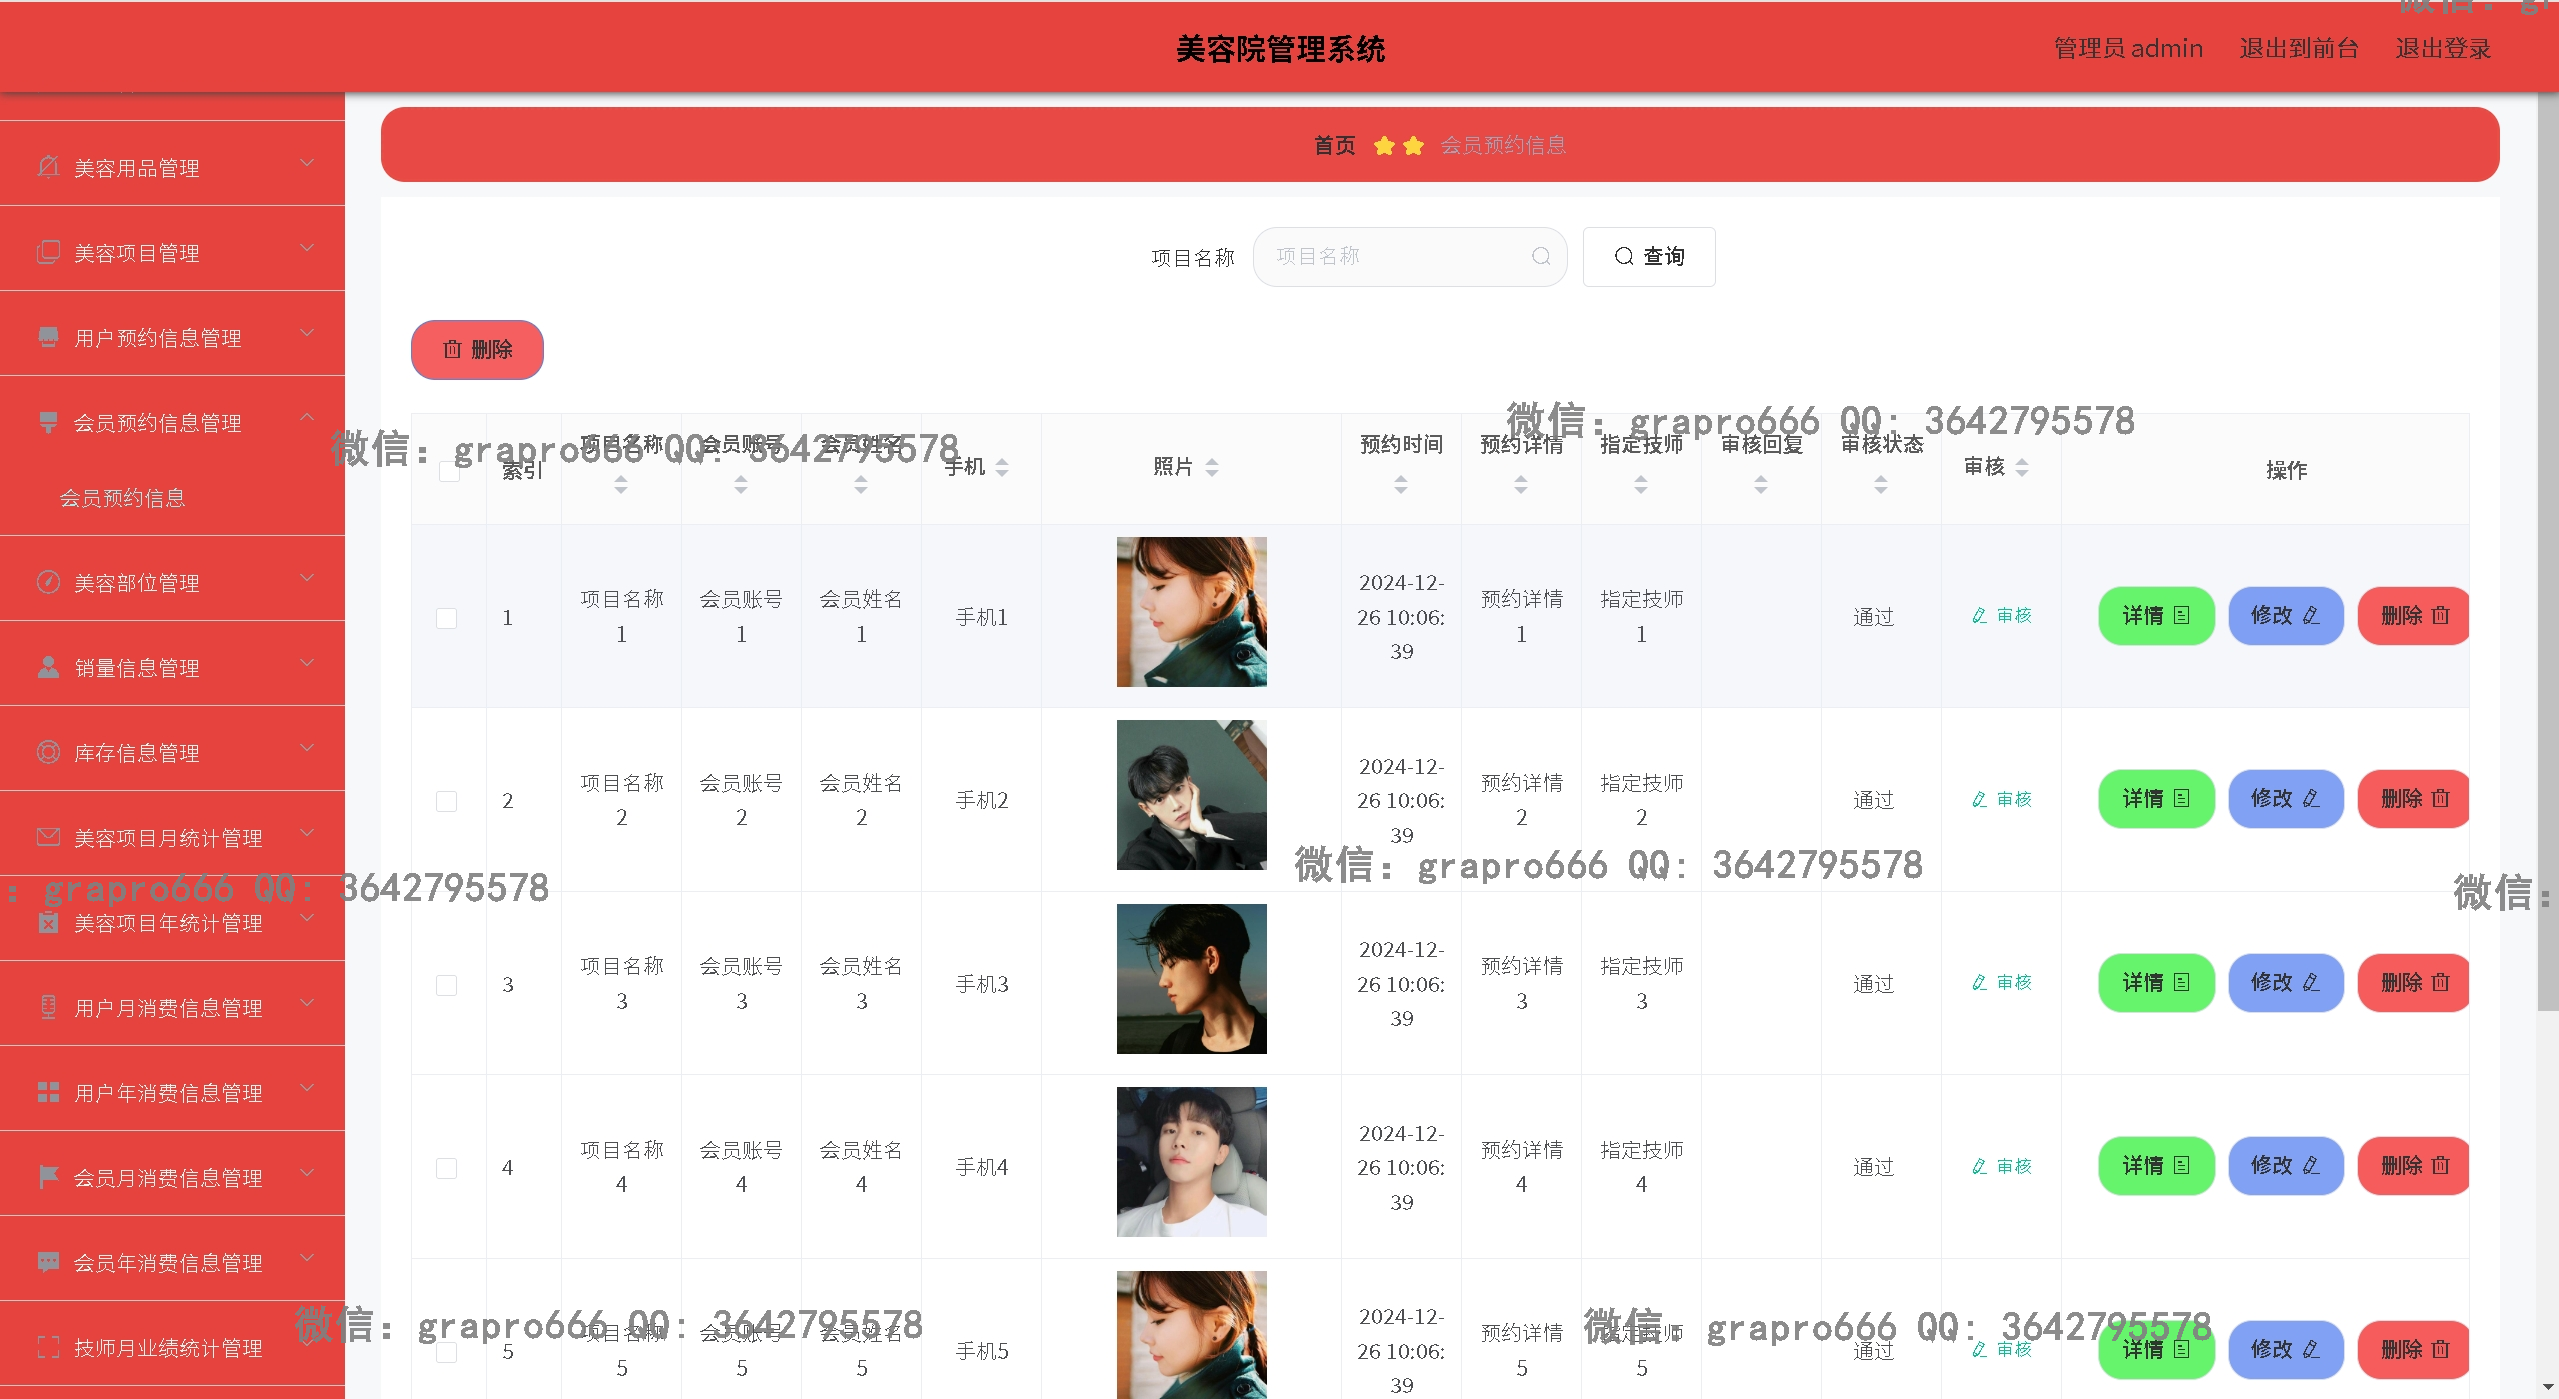 美容院管理系统
管理员 admin 退出到前台 退出登录
首页 会员预约信息
美容用品管理
美容项目管理
用户预约信息管理
会员预约信息管理
会员预约信息
美容部位管理
销量信息管理
库存信息管理
美容项目月统计管理
美容项目年统计管理
用户月消费信息管理
用户年消费信息管理
会员月消费信息管理
会员年消费信息管理
技师月业绩统计管理
项目名称 项目名称 查询
删除
索引 项目名称 会员账号 会员姓名 手机 照片 预约时间 预约详情 指定技师 审核回复 审核状态 审核 操作
1 项目名称1 会员账号1 会员姓名1 手机1 2024-12-26 10:06:39 预约详情1 指定技师1 通过 审核 详情 修改 删除
2 项目名称2 会员账号2 会员姓名2 手机2 2024-12-26 10:06:39 预约详情2 指定技师2 通过 审核 详情 修改 删除
3 项目名称3 会员账号3 会员姓名3 手机3 2024-12-26 10:06:39 预约详情3 指定技师3 通过 审核 详情 修改 删除
4 项目名称4 会员账号4 会员姓名4 手机4 2024-12-26 10:06:39 预约详情4 指定技师4 通过 审核 详情 修改 删除
5 项目名称5 会员账号5 会员姓名5 手机5 2024-12-26 10:06:39 预约详情5 指定技师5 通过 审核 详情 修改 删除
微信: grapro666 QQ: 3642795578
微信: grapro666 QQ: 3642795578
微信: grapro666 QQ: 3642795578
: grapro666 QQ: 3642795578
微信:
微信: grapro666 QQ: 3642795578
微信: grapro666 QQ: 3642795578